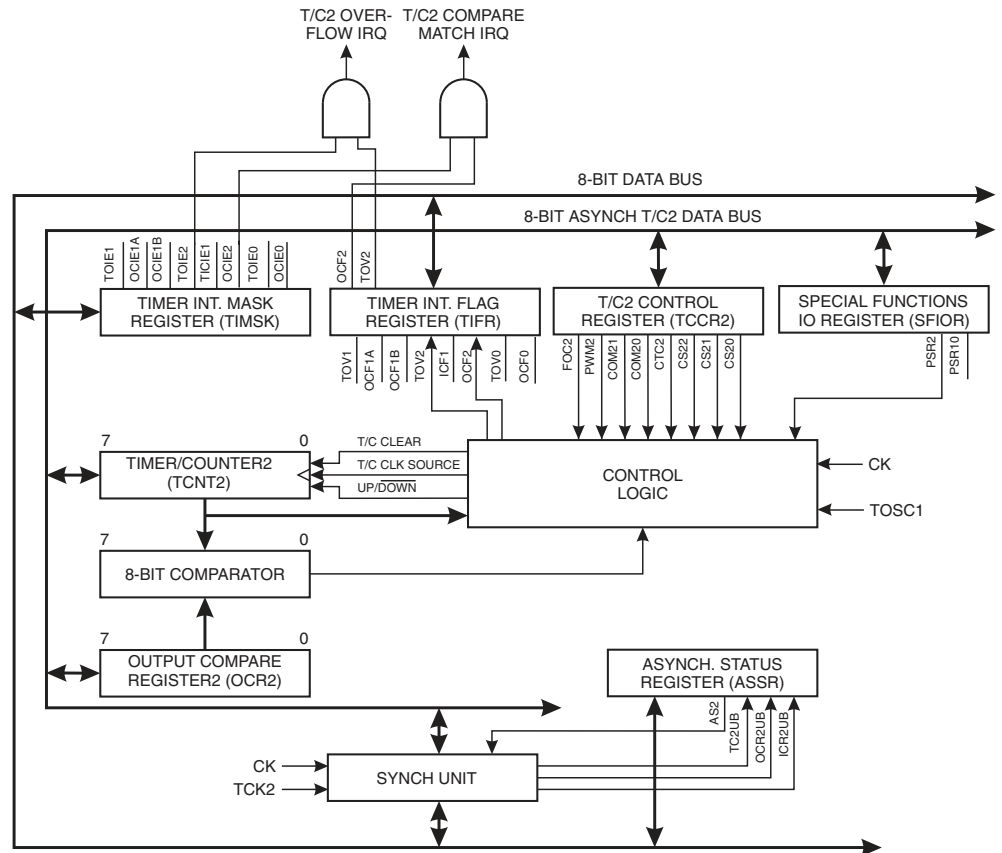 T/C2 OVER-
FLOW IRQ
T/C2 COMPARE
MATCH IRQ
8-BIT DATA BUS
8-BIT ASYNCH T/C2 DATA BUS
TOIE1
OCIE1A
OCIE1B
TOIE2
TICIE1
OCIE2
TOIE0
OCIE0
OCF2
TOV2
TIMER INT. MASK
REGISTER (TIMSK)
TIMER INT. FLAG
REGISTER (TIFR)
T/C2 CONTROL
REGISTER (TCCR2)
SPECIAL FUNCTIONS
IO REGISTER (SFIOR)
TOV1
OCF1A
OCF1B
TOV2
ICF1
OCF2
TOV0
OCF0
FOC2
PWM2
COM21
COM20
CTC2
CS22
CS21
CS20
PSR2
PSR10
7 0
TIMER/COUNTER2
(TCNT2)
T/C CLEAR
T/C CLK SOURCE
UP/DOWN
CONTROL
LOGIC
CK
TOSC1
7 0
8-BIT COMPARATOR
7 0
OUTPUT COMPARE
REGISTER2 (OCR2)
ASYNCH. STATUS
REGISTER (ASSR)
AS2
TC2UB
OCR2UB
ICR2UB
CK
TCK2
SYNCH UNIT